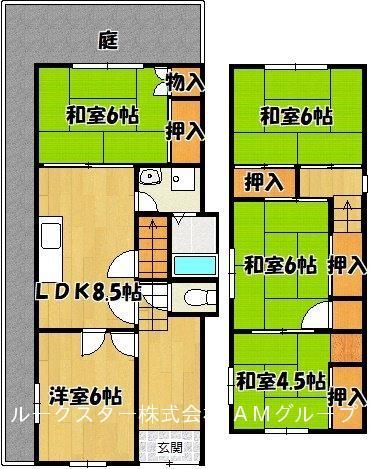 庭
物入
和室6帖
押入
和室6帖
押入
和室6帖
押入
LDK8.5帖
和室4.5帖
押入
洋室6帖
ルークスター株式会社 AMグループ
玄関